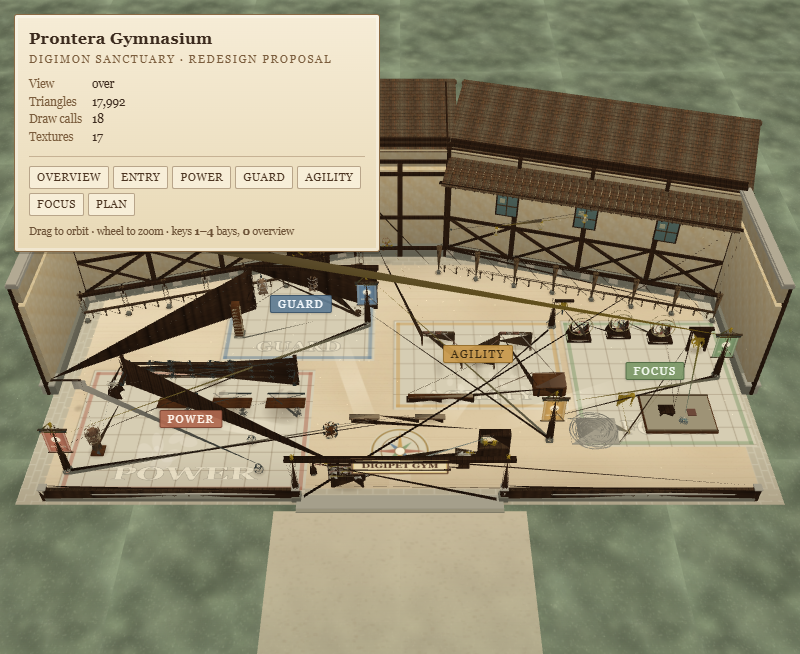 Prontera Gymnasium
DIGIMON SANCTUARY · REDESIGN PROPOSAL
View over
Triangles 17,992
Draw calls 18
Textures 17
OVERVIEW ENTRY POWER GUARD AGILITY
FOCUS PLAN
Drag to orbit · wheel to zoom · keys 1–4 bays, 0 overview
GUARD
GUARD
AGILITY
FOCUS
POWER
POWER
DIGIPET GYM